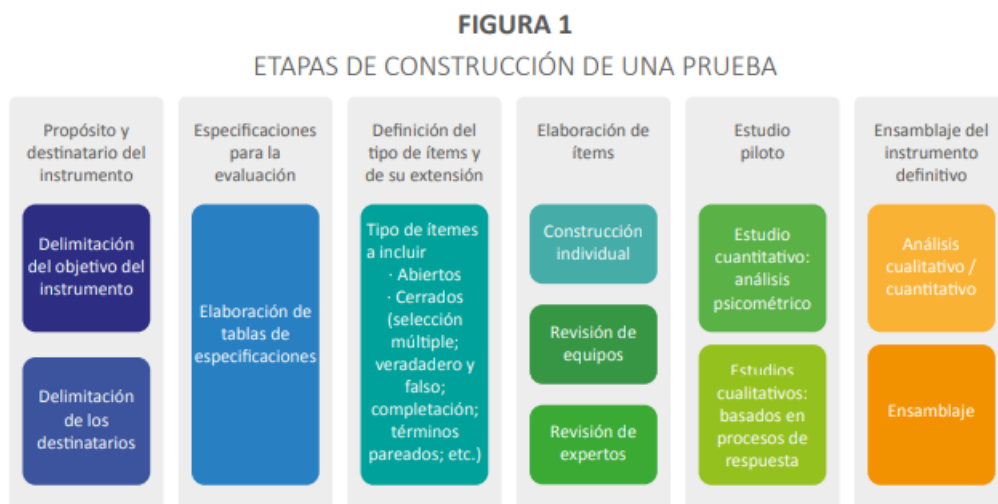 FIGURA 1
ETAPAS DE CONSTRUCCIÓN DE UNA PRUEBA
Propósito y
destinatario del
instrumento
Delimitación
del objetivo del
instrumento
Delimitación
de los
destinatarios
Especificaciones
para la
evaluación
Elaboración de
tablas de
especificaciones
Definición del
tipo de ítems y
de su extensión
Tipo de ítemes
a incluir
· Abiertos
· Cerrados
(selección
múltiple;
veradadero y
falso;
completación;
términos
pareados; etc.)
Elaboración de
ítems
Construcción
individual
Revisión de
equipos
Revisión de
expertos
Estudio
piloto
Estudio
cuantitativo:
análisis
psicométrico
Estudios
cualitativos:
basados en
procesos de
respuesta
Ensamblaje del
instrumento
definitivo
Análisis
cualitativo /
cuantitativo
Ensamblaje